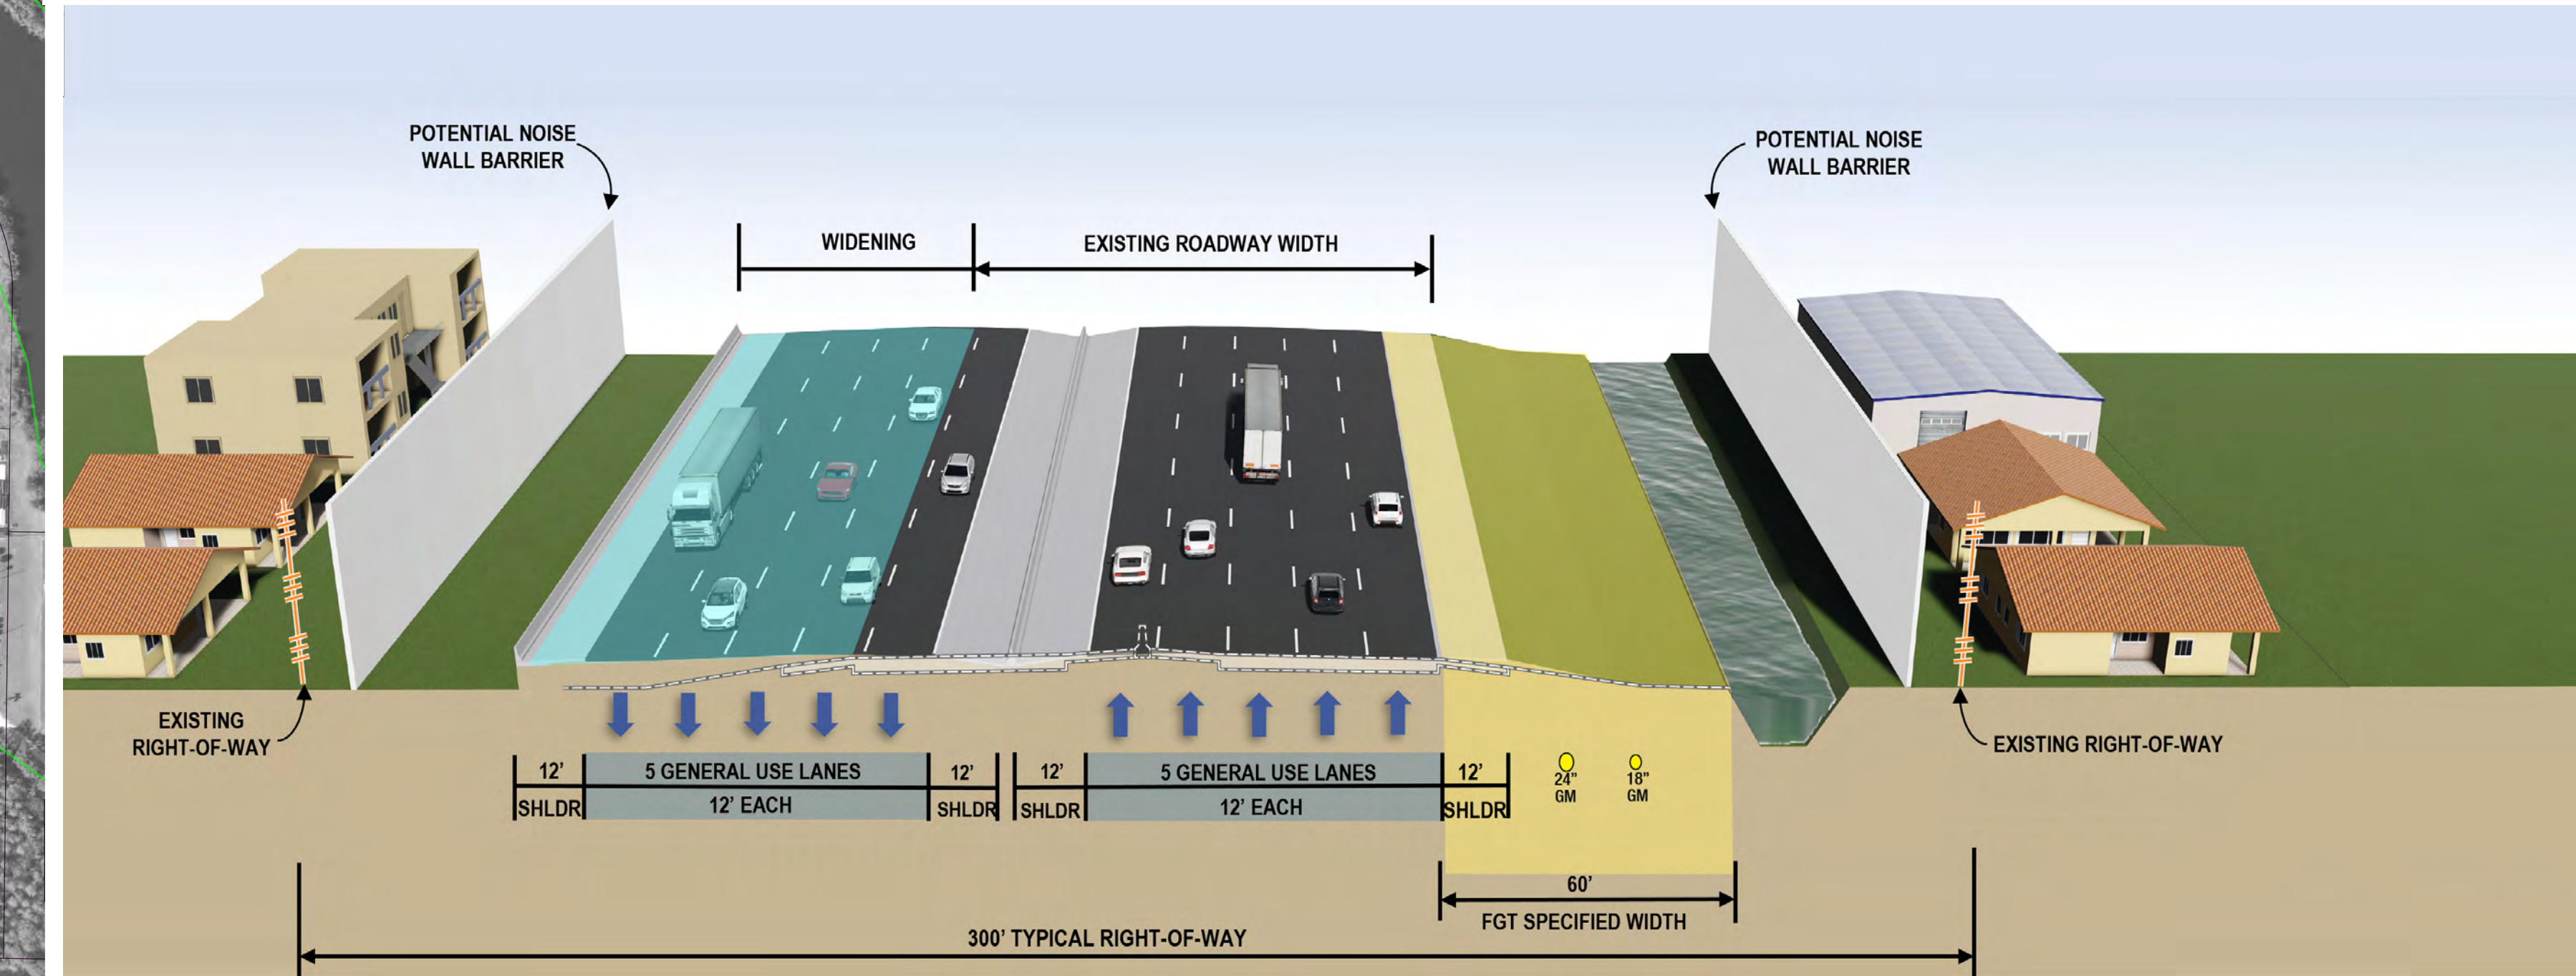 POTENTIAL NOISE
WALL BARRIER
POTENTIAL NOISE
WALL BARRIER
WIDENING
EXISTING ROADWAY WIDTH
EXISTING
RIGHT-OF-WAY
EXISTING RIGHT-OF-WAY
12’
5 GENERAL USE LANES
12’
12’
5 GENERAL USE LANES
12’
SHLDR
12’ EACH
SHLDR
SHLDR
12’ EACH
SHLDR
24”
GM
18”
GM
60’
FGT SPECIFIED WIDTH
300’ TYPICAL RIGHT-OF-WAY